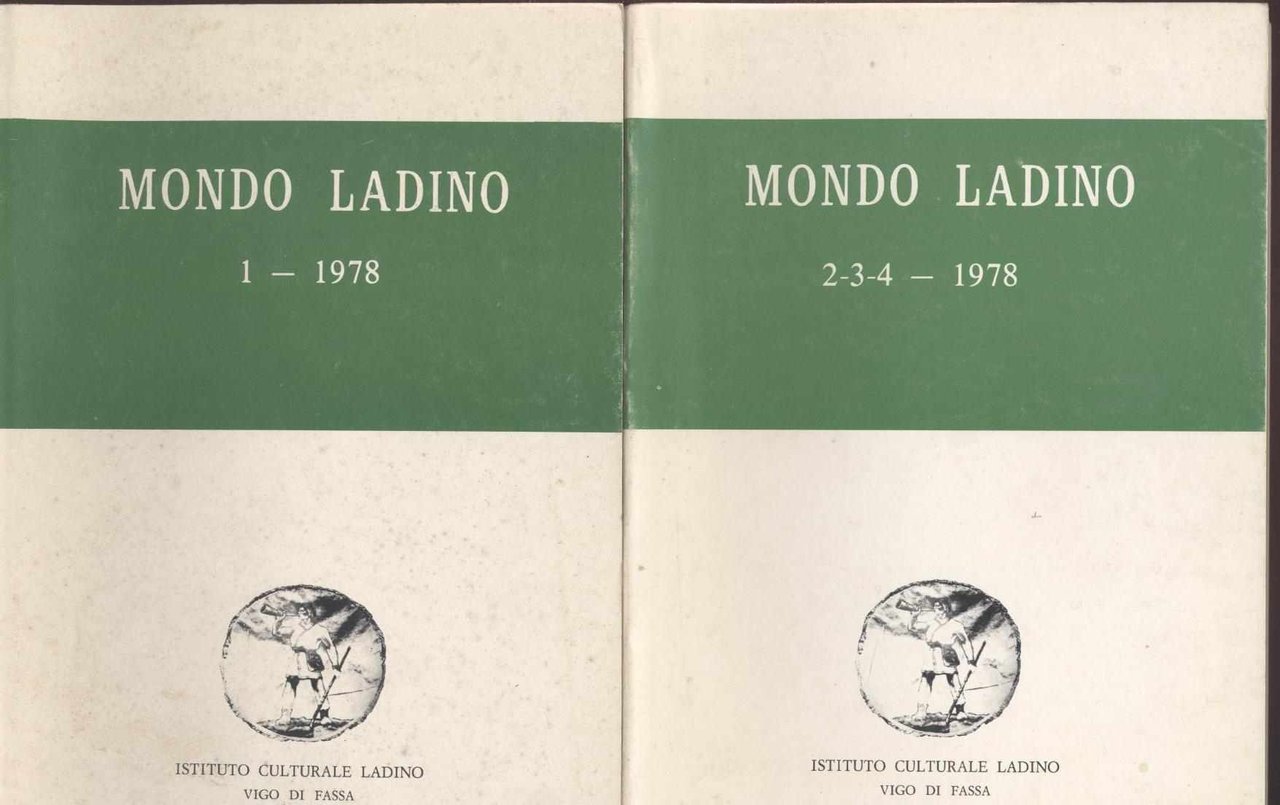 MONDO LADINO
1 — 1978
ISTITUTO CULTURALE LADINO
VIGO DI FASSA
MONDO LADINO
2-3-4 — 1978
ISTITUTO CULTURALE LADINO
VIGO DI FASSA